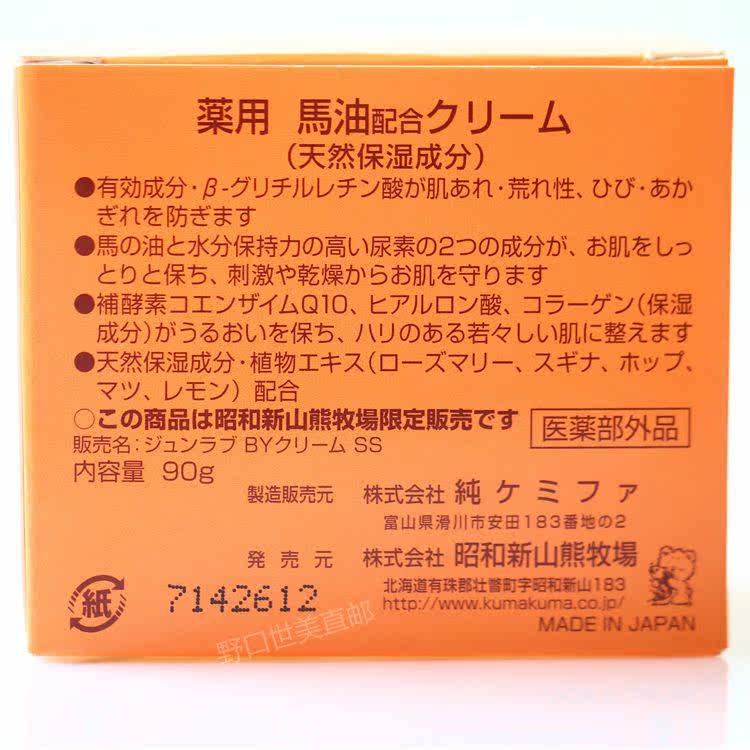 薬用 馬油配合クリーム
(天然保湿成分)
●有効成分・β-グリチルレチン酸が肌あれ・荒れ性、ひび・あか
ぎれを防ぎます
●馬の油と水分保持力の高い尿素の2つの成分が、お肌をしっ
とりと保ち、刺激や乾燥からお肌を守ります
●補酵素コエンザイムQ10、ヒアルロン酸、コラーゲン(保湿
成分)がうるおいを保ち、ハリのある若々しい肌に整えます
●天然保湿成分・植物エキス(ローズマリー、スギナ、ホップ、
マツ、レモン)配合
○この商品は昭和新山熊牧場限定販売です
医薬部外品
販売名:ジュンラブ BYクリーム SS
内容量 90g
製造販売元 株式会社 純ケミファ
富山県滑川市安田183番地の2
発売元 株式会社 昭和新山熊牧場
北海道有珠郡壮瞥町字昭和新山183
http://www.kumakuma.co.jp/
紙
7142612
MADE IN JAPAN
野口世美直邮